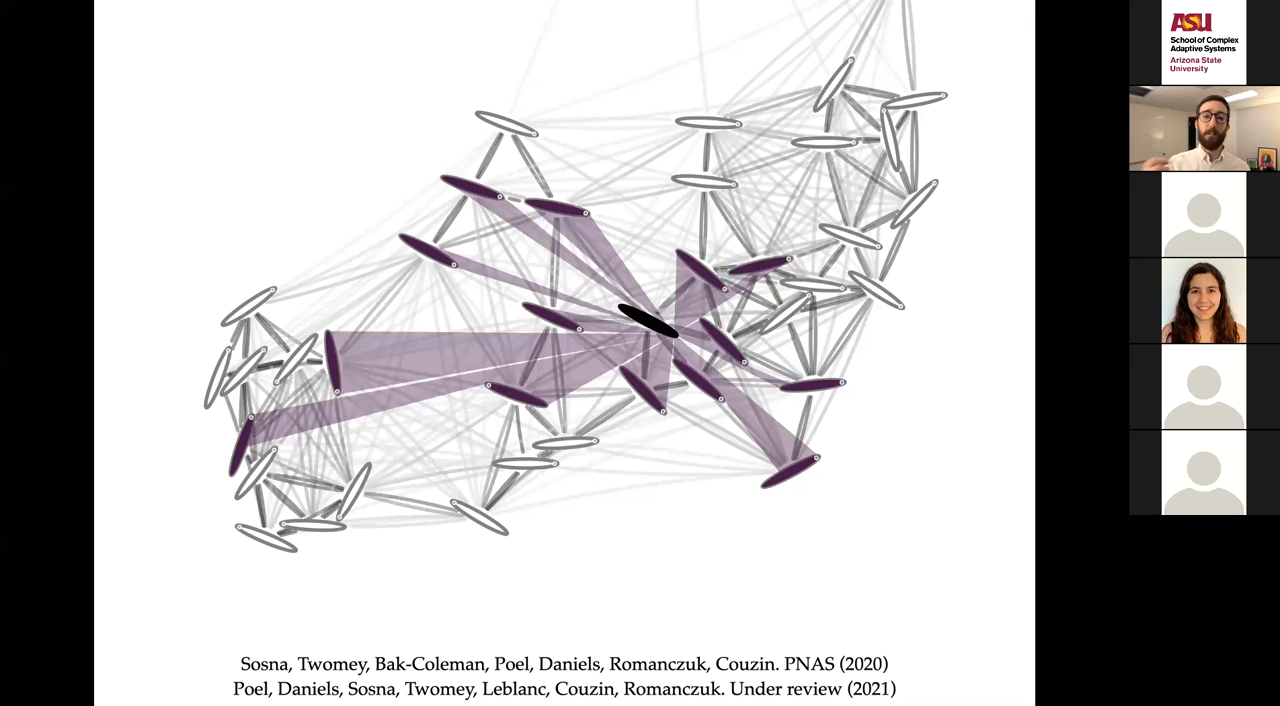 ASU
School of Complex
Adaptive Systems
Arizona State
University
Sosna, Twomey, Bak-Coleman, Poel, Daniels, Romanczuk, Couzin. PNAS (2020)
Poel, Daniels, Sosna, Twomey, Leblanc, Couzin, Romanczuk. Under review (2021)